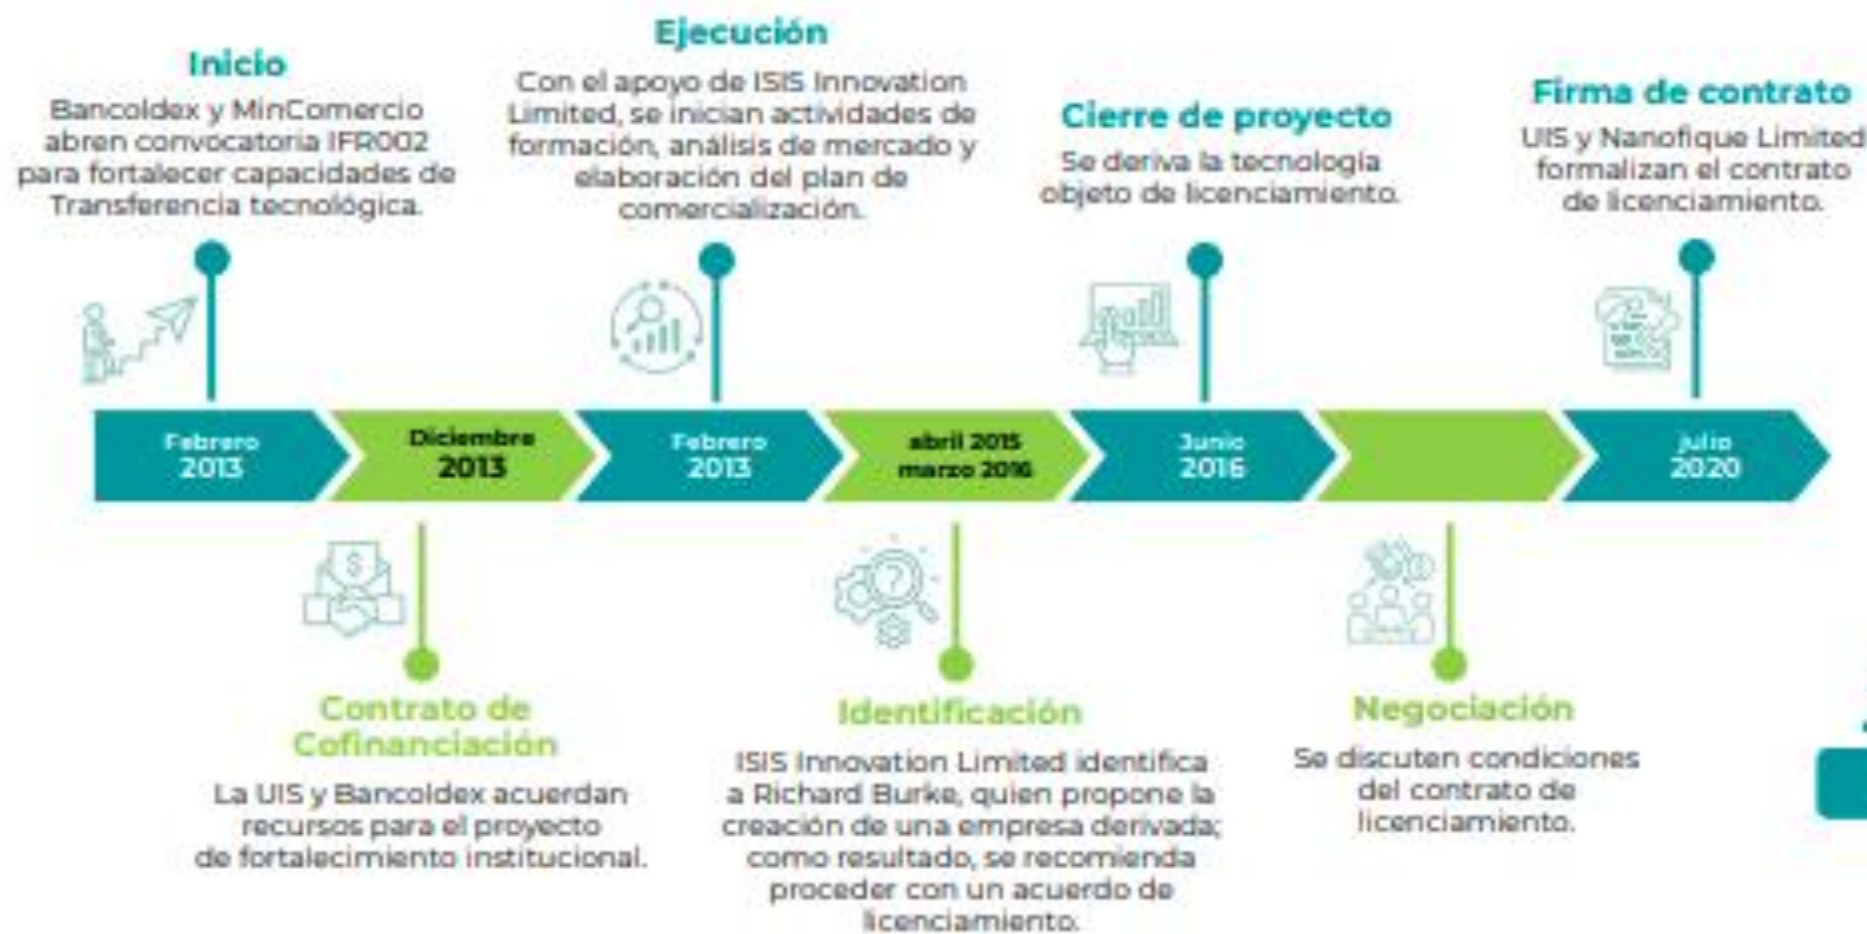 Inicio
Bancoldex y MinComercio
abren convocatoria IFR002
para fortalecer capacidades de
Transferencia tecnológica.
Ejecución
Con el apoyo de ISIS Innovation
Limited, se inician actividades de
formación, análisis de mercado y
elaboración del plan de
comercialización.
Cierre de proyecto
Se deriva la tecnología
objeto de licenciamiento.
Firma de contrato
UIS y Nanofique Limited
formalizan el contrato
de licenciamiento.
Febrero
2013
Diciembre
2013
Febrero
2013
abril 2015
marzo 2016
Junio
2016
julio
2020
Contrato de
Cofinanciación
La UIS y Bancoldex acuerdan
recursos para el proyecto
de fortalecimiento institucional.
Identificación
ISIS Innovation Limited identifica
a Richard Burke, quien propone la
creación de una empresa derivada;
como resultado, se recomienda
proceder con un acuerdo de
licenciamiento.
Negociación
Se discuten condiciones
del contrato de
licenciamiento.